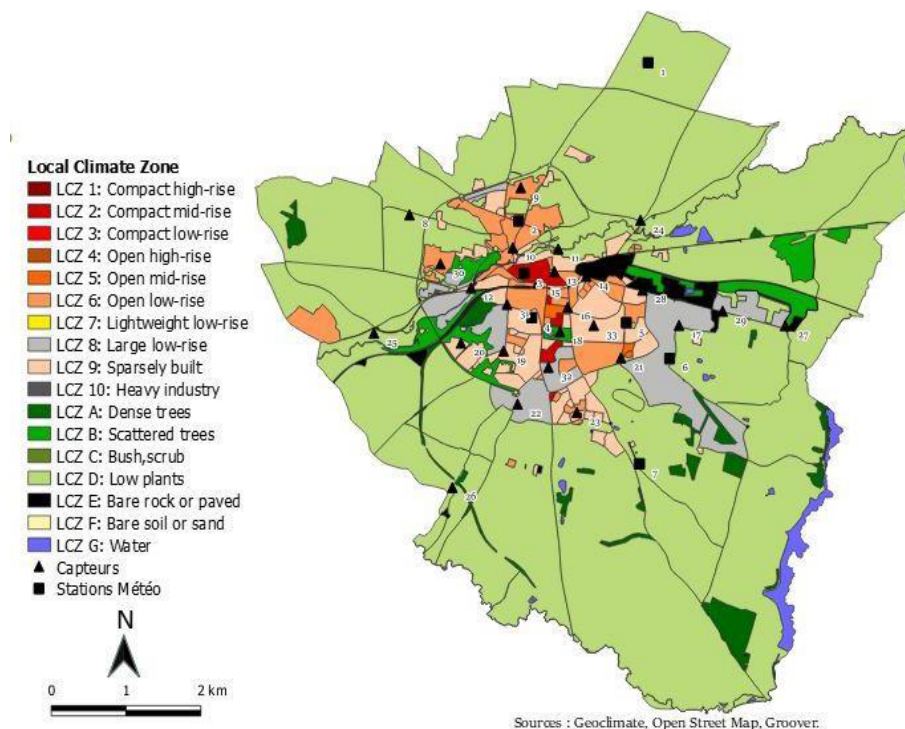 Local Climate Zone
LCZ 1: Compact high-rise
LCZ 2: Compact mid-rise
LCZ 3: Compact low-rise
LCZ 4: Open high-rise
LCZ 5: Open mid-rise
LCZ 6: Open low-rise
LCZ 7: Lightweight low-rise
LCZ 8: Large low-rise
LCZ 9: Sparsely built
LCZ 10: Heavy industry
LCZ A: Dense trees
LCZ B: Scattered trees
LCZ C: Bush,scrub
LCZ D: Low plants
LCZ E: Bare rock or paved
LCZ F: Bare soil or sand
LCZ G: Water
Capteurs
Stations Météo
N
0 1 2 km
1
9
2
8
24
10
11
30
3
13
14
12
15
28
31
16
29
27
4
17
25
18
33
5
20
19
21
6
32
22
23
7
26
Sources : Geoclimate, Open Street Map, Groover.